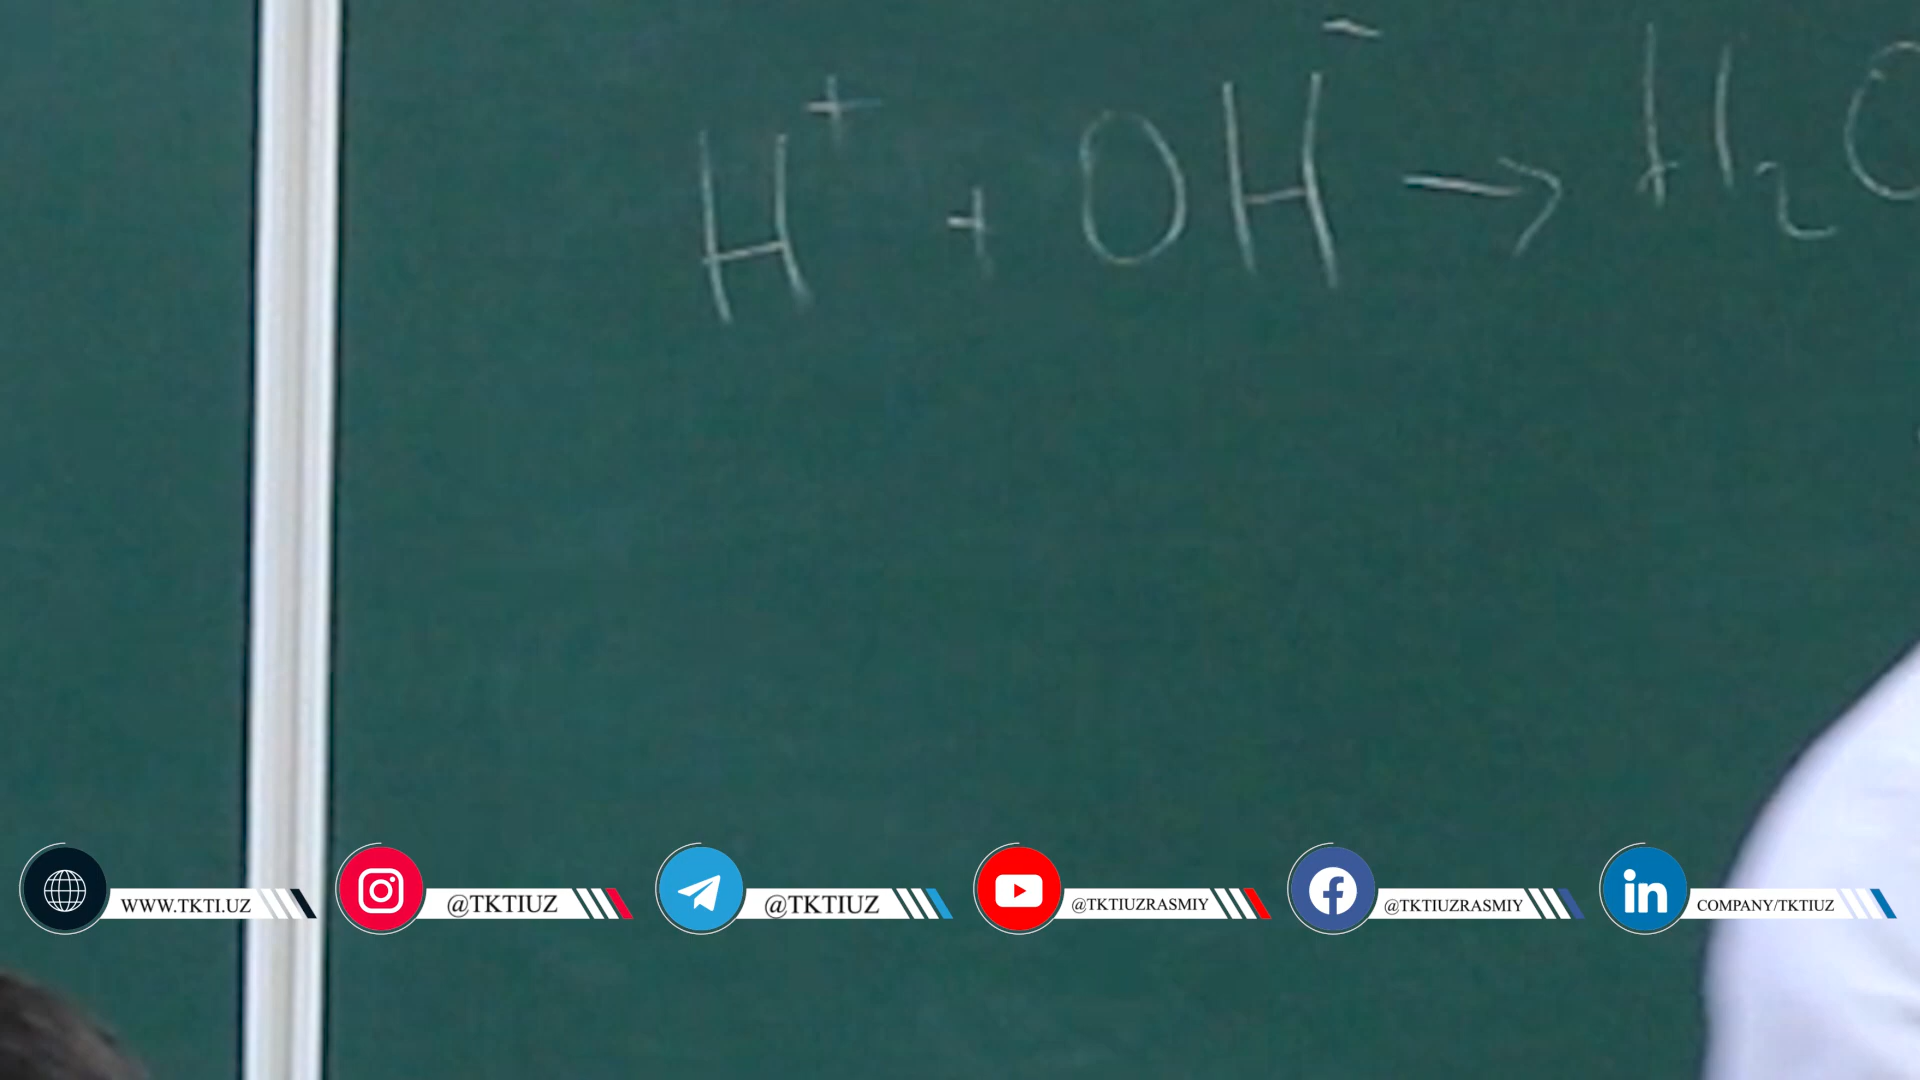 H⁺ + OH⁻ → H₂O
WWW.TKTI.UZ @TKTIUZ @TKTIUZ @TKTIUZRASMIY @TKTIUZRASMIY COMPANY/TKTIUZ